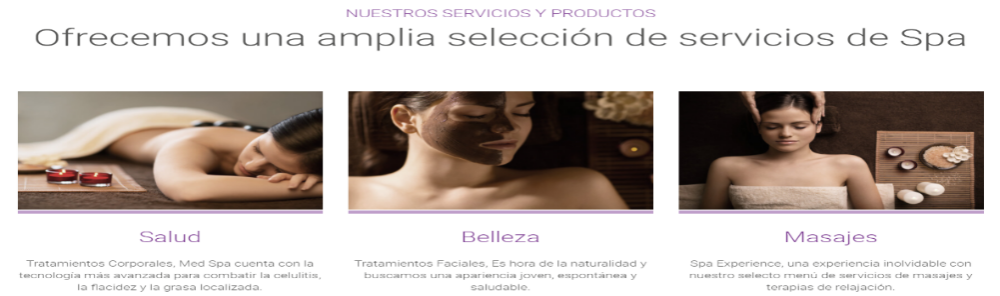 NUESTROS SERVICIOS Y PRODUCTOS
Ofrecemos una amplia selección de servicios de Spa
Salud
Tratamientos Corporales, Med Spa cuenta con la
tecnología más avanzada para combatir la celulitis,
la flacidez y la grasa localizada.
Belleza
Tratamientos Faciales, Es hora de la naturalidad y
buscamos una apariencia joven, espontánea y
saludable.
Masajes
Spa Experience, una experiencia inolvidable con
nuestro selecto menú de servicios de masajes y
terapias de relajación.